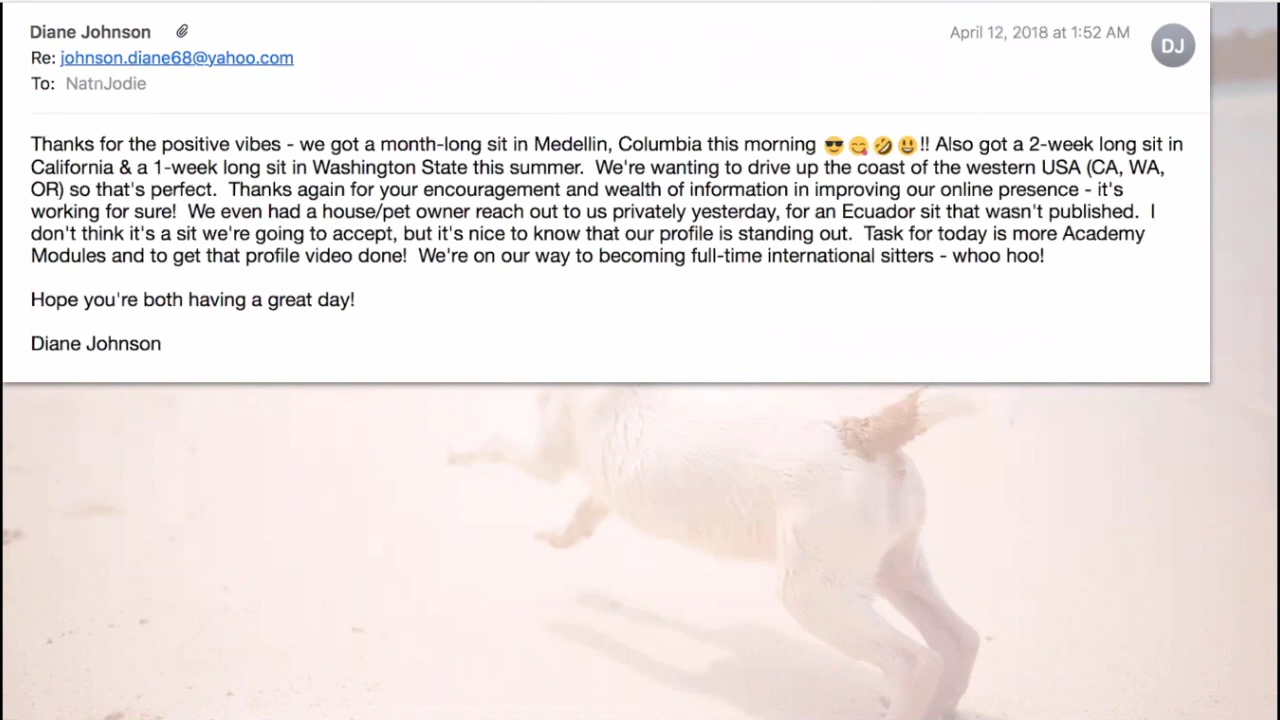 Diane Johnson
April 12, 2018 at 1:52 AM
DJ
Re: johnson.diane68@yahoo.com
To: NatnJodie
Thanks for the positive vibes - we got a month-long sit in Medellin, Columbia this morning 😎😋🤣😃!! Also got a 2-week long sit in
California & a 1-week long sit in Washington State this summer. We're wanting to drive up the coast of the western USA (CA, WA,
OR) so that's perfect. Thanks again for your encouragement and wealth of information in improving our online presence - it's
working for sure! We even had a house/pet owner reach out to us privately yesterday, for an Ecuador sit that wasn't published. I
don't think it's a sit we're going to accept, but it's nice to know that our profile is standing out. Task for today is more Academy
Modules and to get that profile video done! We're on our way to becoming full-time international sitters - whoo hoo!
Hope you're both having a great day!
Diane Johnson